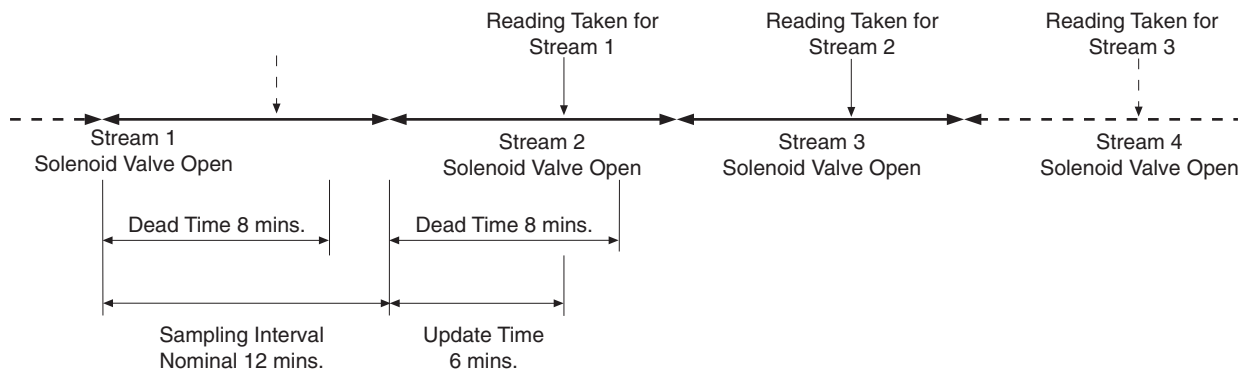 Reading Taken for
Stream 1
Reading Taken for
Stream 2
Reading Taken for
Stream 3
Stream 1
Solenoid Valve Open
Stream 2
Solenoid Valve Open
Stream 3
Solenoid Valve Open
Stream 4
Solenoid Valve Open
Dead Time 8 mins.
Dead Time 8 mins.
Sampling Interval
Nominal 12 mins.
Update Time
6 mins.